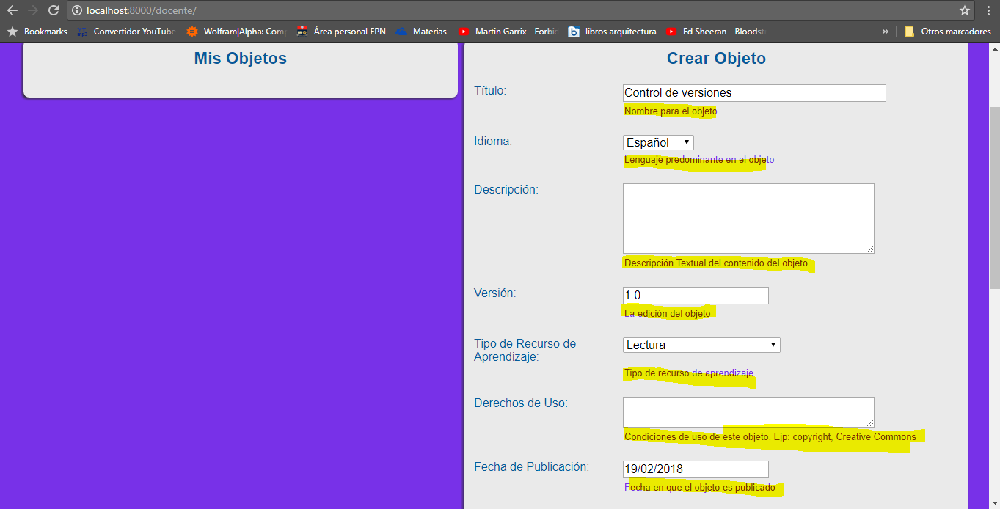 localhost:8000/docente/
Bookmarks Convertidor YouTube Wolfram|Alpha: Com Área personal EPN Materias Martin Garrix - Forbid libros arquitectura Ed Sheeran - Bloodst » Otros marcadores
Mis Objetos
Crear Objeto
Título: Control de versiones
Nombre para el objeto
Idioma: Español
Lenguaje predominante en el objeto
Descripción:
Descripción Textual del contenido del objeto
Versión: 1.0
La edición del objeto
Tipo de Recurso de Lectura
Aprendizaje:
Tipo de recurso de aprendizaje
Derechos de Uso:
Condiciones de uso de este objeto. Ejp: copyright, Creative Commons
Fecha de Publicación: 19/02/2018
Fecha en que el objeto es publicado